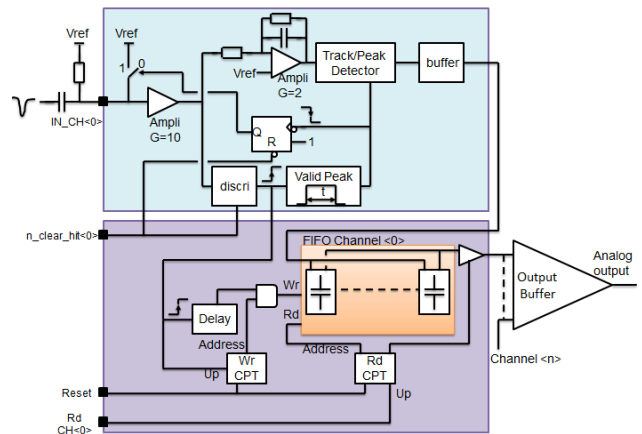 Vref
Vref
1
0
IN_CH<0>
Ampli
G=10
Vref
Ampli
G=2
Track/Peak
Detector
buffer
Q
R
1
discri
Valid Peak
t
n_clear_hit<0>
FIFO Channel <0>
Wr
Rd
Delay
Address
Address
Up
Wr
CPT
Rd
CPT
Up
Reset
Rd
CH<0>
Output
Buffer
Analog
output
Channel <n>